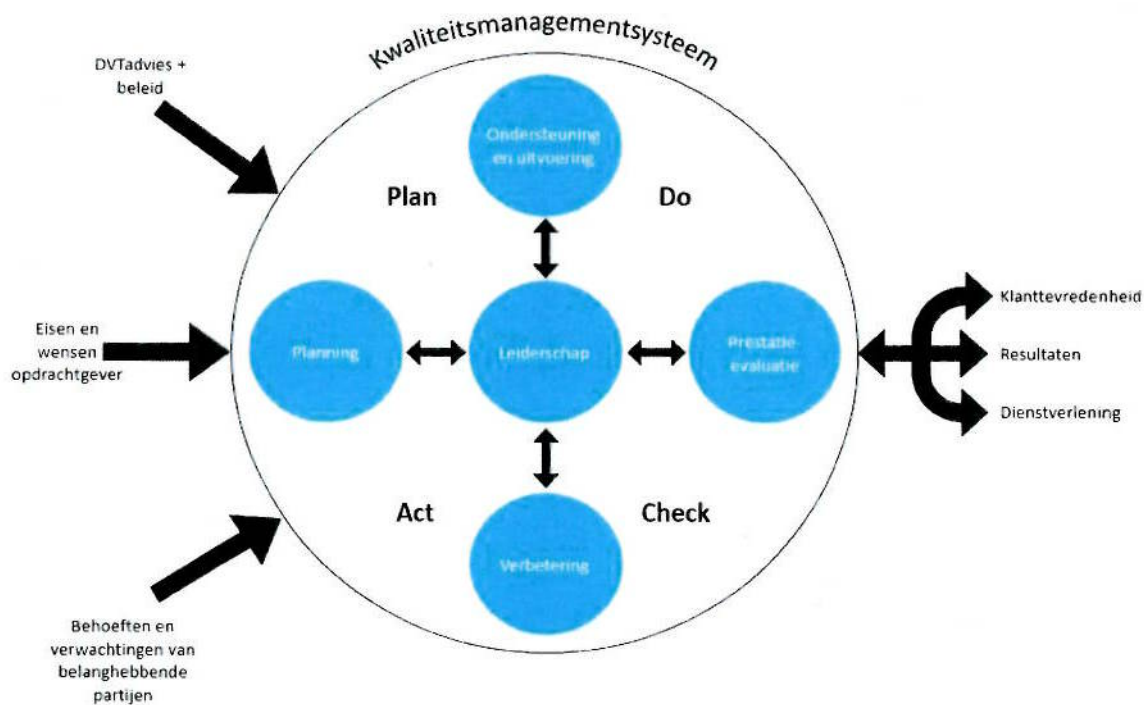 Kwaliteitsmanagementsysteem
DVTadvies +
beleid
Ondersteuning
en uitvoering
Plan
Do
Eisen en
wensen
opdrachtgever
Planning
Leiderschap
Prestatie-
evaluatie
Klanttevredenheid
Resultaten
Dienstverlening
Act
Check
Verbetering
Behoeften en
verwachtingen van
belanghebbende
partijen